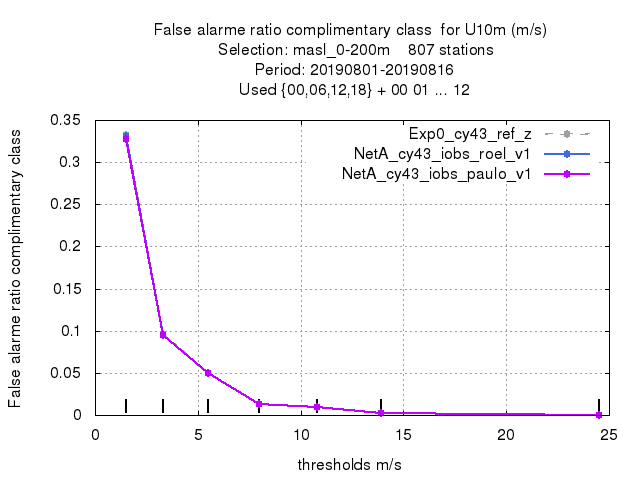 False alarme ratio complimentary class  for U10m (m/s)
Selection: masl_0-200m    807 stations
Period: 20190801-20190816
Used {00,06,12,18} + 00 01 ... 12
Exp0_cy43_ref_z
NetA_cy43_iobs_roel_v1
NetA_cy43_iobs_paulo_v1
False alarme ratio complimentary class
0.35
0.3
0.25
0.2
0.15
0.1
0.05
0
0 5 10 15 20 25
thresholds m/s